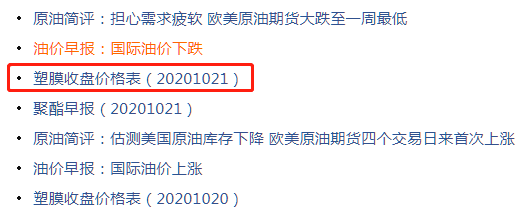 原油简评：担心需求疲软 欧美原油期货大跌至一周最低
油价早报：国际油价下跌
塑膜收盘价格表（20201021）
聚酯早报（20201021）
原油简评：估测美国原油库存下降 欧美原油期货四个交易日来首次上涨
油价早报：国际油价上涨
塑膜收盘价格表（20201020）